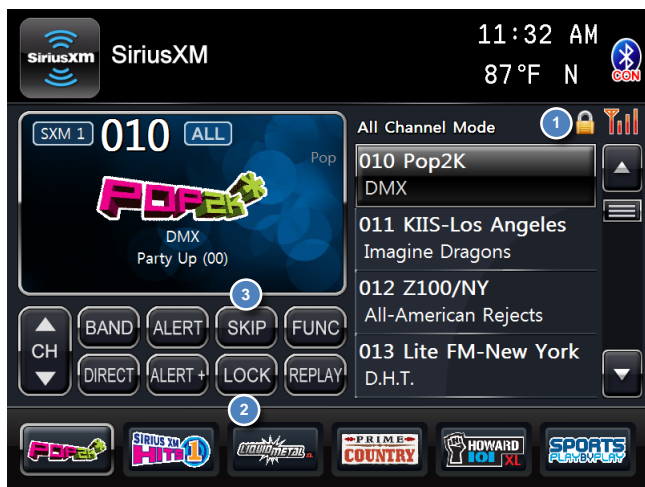 11:32 AM
SiriusXM
SiriusXM
87°F N
CON
SXM 1 010 ALL
Pop
POP2K
DMX
Party Up (00)
All Channel Mode
1
010 Pop2K
DMX
011 KIIS-Los Angeles
Imagine Dragons
012 Z100/NY
All-American Rejects
013 Lite FM-New York
D.H.T.
3
CH
BAND ALERT SKIP FUNC
DIRECT ALERT + LOCK REPLAY
2
POP2K
SIRIUS XM HITS 1
LIQUID METAL XL
PRIME COUNTRY
HOWARD 101 XL
SPORTS PLAYBYPLAY